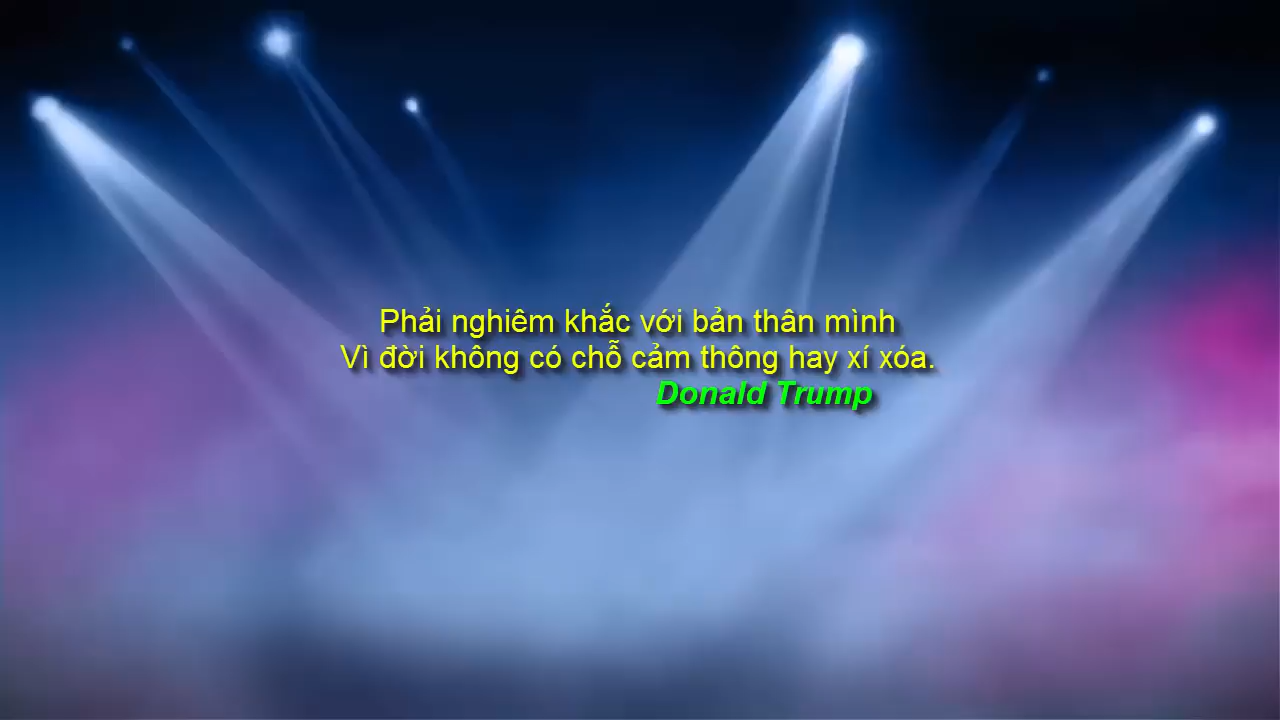 Phải nghiêm khắc với bản thân mình
Vì đời không có chỗ cảm thông hay xí xóa.
Donald Trump